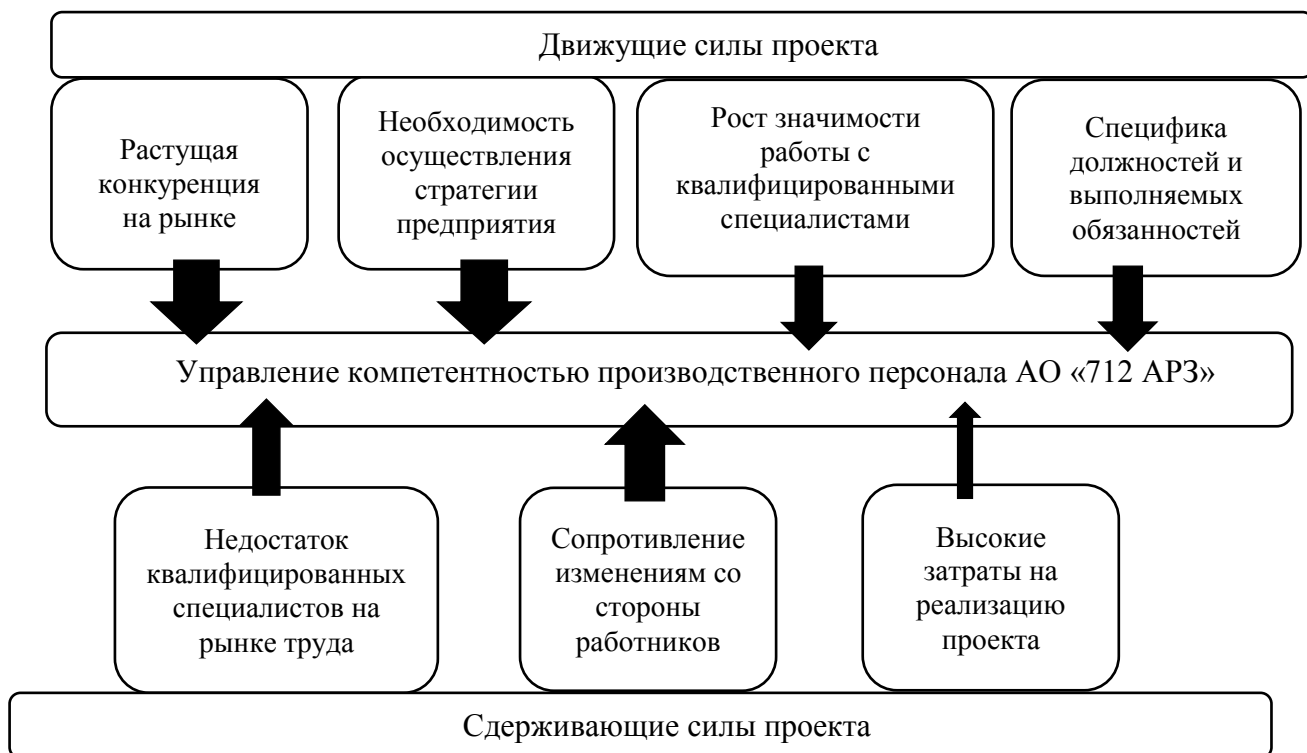 Движущие силы проекта
Растущая
конкуренция
на рынке
Необходимость
осуществления
стратегии
предприятия
Рост значимости
работы с
квалифицированными
специалистами
Специфика
должностей и
выполняемых
обязанностей
Управление компетентностью производственного персонала АО «712 АРЗ»
Недостаток
квалифицированных
специалистов на
рынке труда
Сопротивление
изменениям со
стороны
работников
Высокие
затраты на
реализацию
проекта
Сдерживающие силы проекта